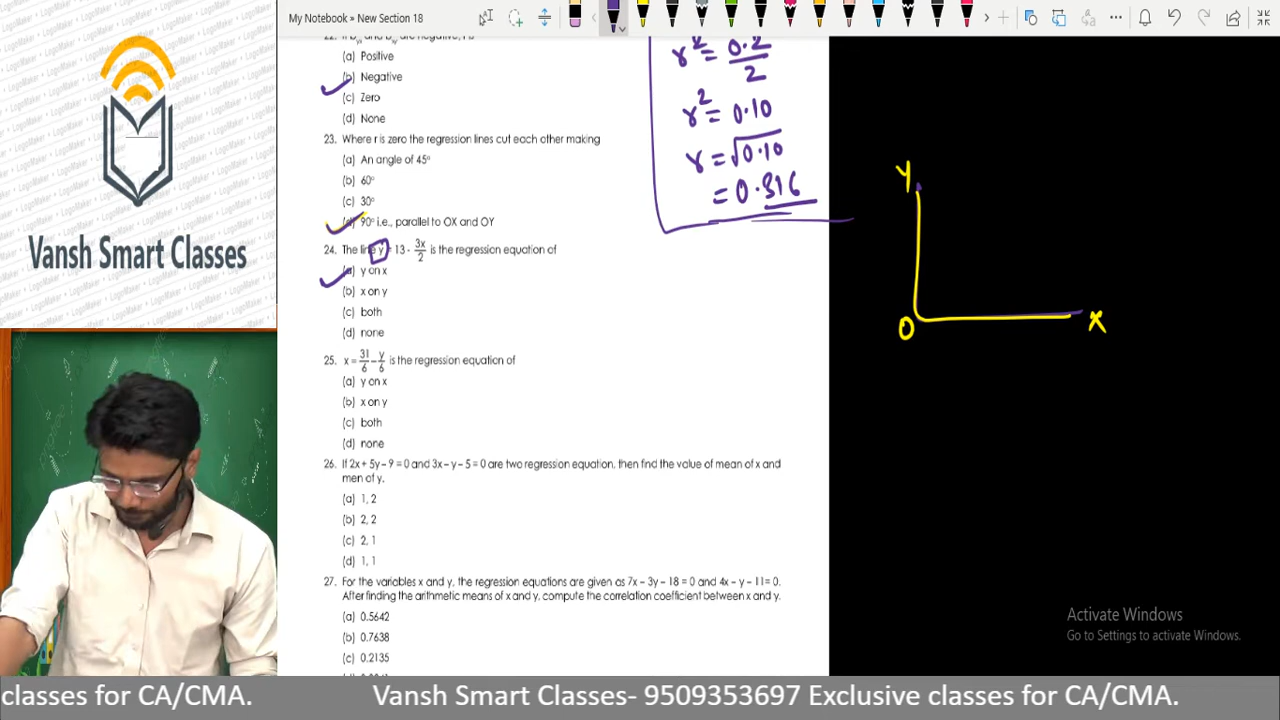 My Notebook » New Section 18
(a) Positive
(b) Negative
(c) Zero
(d) None
23. Where r is zero the regression lines cut each other making
(a) An angle of 45°
(b) 60°
(c) 30°
(d) 90° i.e., parallel to OX and OY
24. The line y = 13 - 3x/2 is the regression equation of
(a) y on x
(b) x on y
(c) both
(d) none
25. x = 31/6 – y/6 is the regression equation of
(a) y on x
(b) x on y
(c) both
(d) none
26. If 2x + 5y – 9 = 0 and 3x – y – 5 = 0 are two regression equation, then find the value of mean of x and
men of y.
(a) 1, 2
(b) 2, 2
(c) 2, 1
(d) 1, 1
27. For the variables x and y, the regression equations are given as 7x – 3y – 18 = 0 and 4x – y – 11= 0.
After finding the arithmetic means of x and y, compute the correlation coefficient between x and y.
(a) 0.5642
(b) 0.7638
(c) 0.2135
r² = 0.2/2
r² = 0.10
r = √0.10
= 0.316
Y
O
X
Vansh Smart Classes
Activate Windows
Go to Settings to activate Windows.
classes for CA/CMA. Vansh Smart Classes- 9509353697 Exclusive classes for CA/CMA.